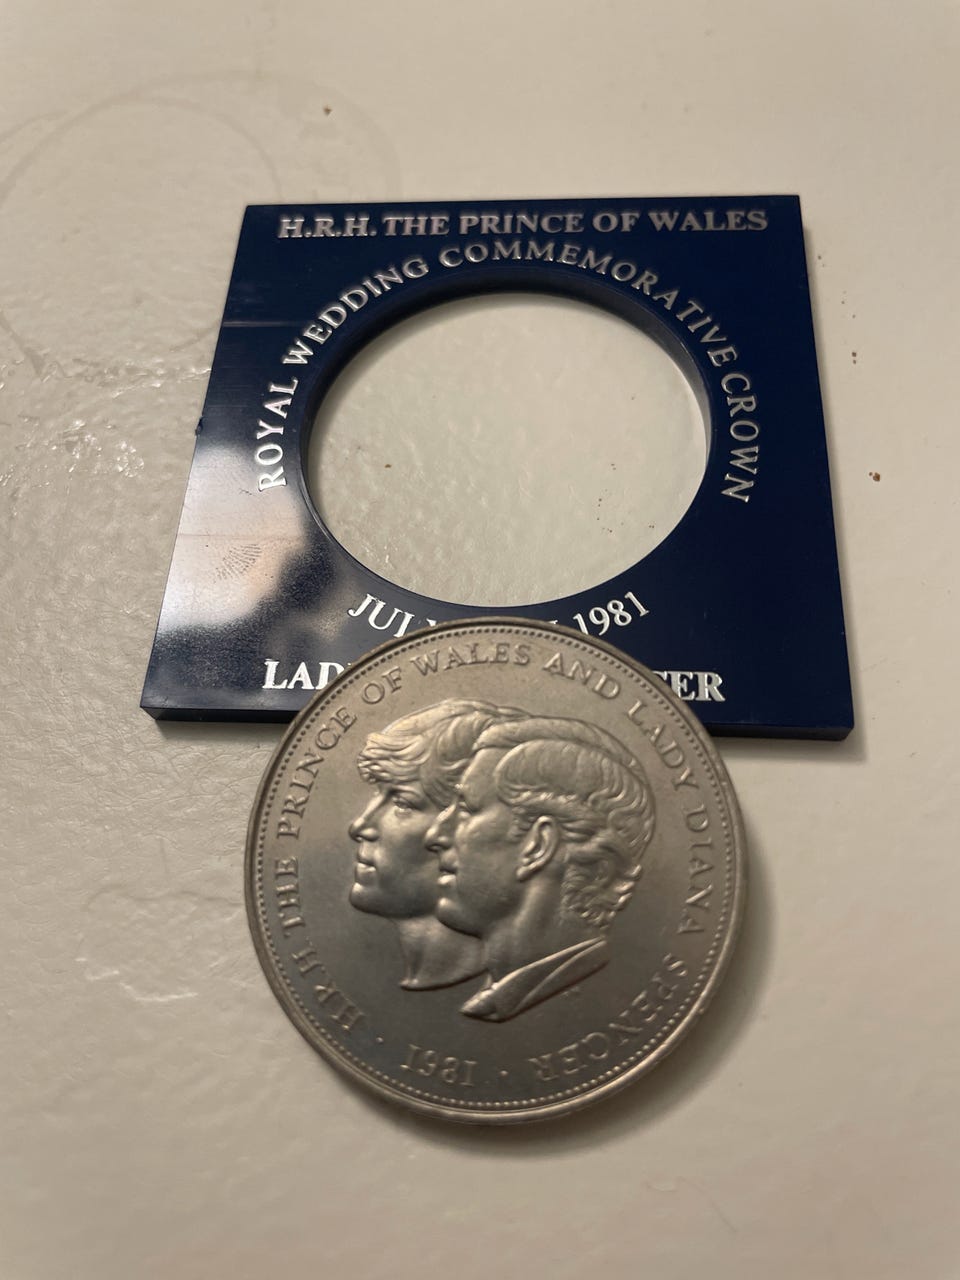 H.R.H. THE PRINCE OF WALES
ROYAL WEDDING COMMEMORATIVE CROWN
1981
H.R.H. THE PRINCE OF WALES AND LADY DIANA SPENCER
· 1981 ·